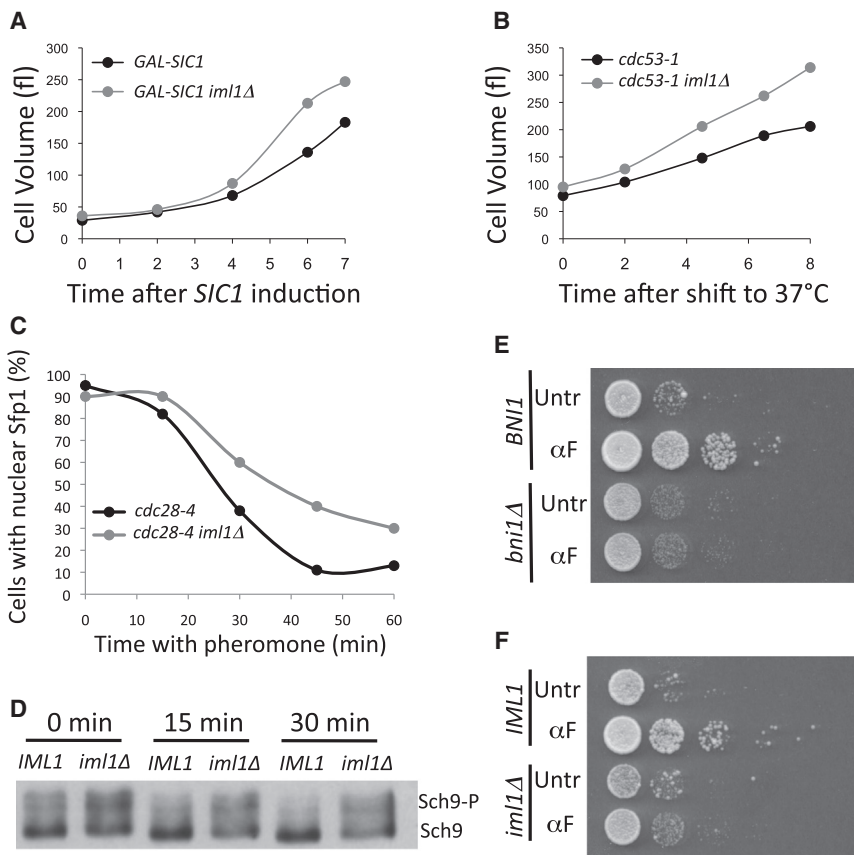 A
Cell Volume (fl)
300
250
200
150
100
50
0
GAL-SIC1
GAL-SIC1 iml1Δ
0 1 2 3 4 5 6 7
Time after SIC1 induction
B
Cell Volume (fl)
350
300
250
200
150
100
50
0
cdc53-1
cdc53-1 iml1Δ
0 2 4 6 8
Time after shift to 37°C
C
Cells with nuclear Sfp1 (%)
100
90
80
70
60
50
40
30
20
10
0
cdc28-4
cdc28-4 iml1Δ
0 10 20 30 40 50 60
Time with pheromone (min)
D
0 min 15 min 30 min
IML1 iml1Δ IML1 iml1Δ IML1 iml1Δ
Sch9-P
Sch9
E
BNI1
Untr
αF
bni1Δ
Untr
αF
F
IML1
Untr
αF
iml1Δ
Untr
αF